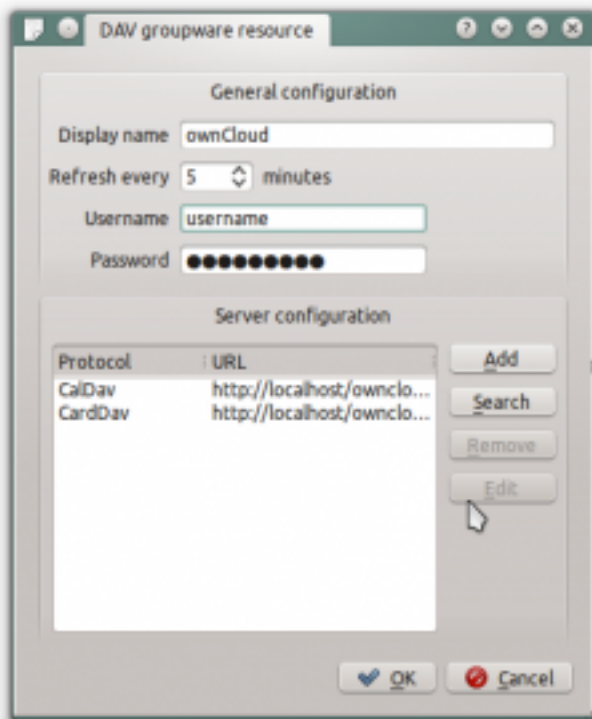 DAV groupware resource
General configuration
Display name ownCloud
Refresh every 5 minutes
Username username
Password ●●●●●●●●●
Server configuration
Protocol URL
CalDav http://localhost/ownclo...
CardDav http://localhost/ownclo...
Add
Search
Remove
Edit
OK Cancel